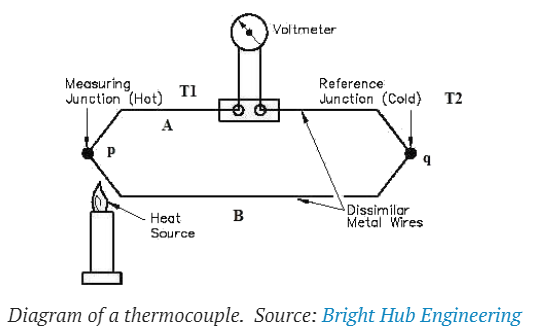 Voltmeter
Measuring
Junction (Hot)
T1
Reference
Junction (Cold)
T2
A
p
q
Heat
Source
B
Dissimilar
Metal Wires
Diagram of a thermocouple. Source: Bright Hub Engineering